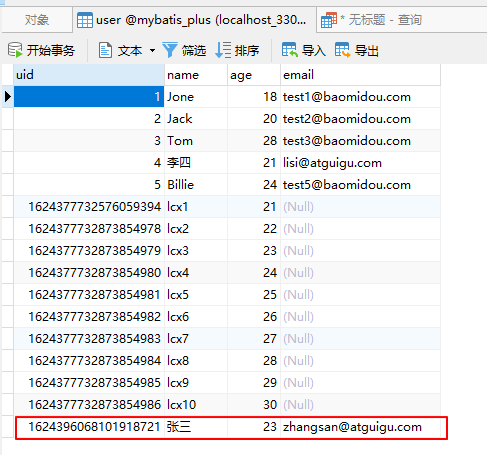 对象 user @mybatis_plus (localhost_330... * 无标题 - 查询
开始事务 文本 筛选 排序 导入 导出
uid name age email
1 Jone 18 test1@baomidou.com
2 Jack 20 test2@baomidou.com
3 Tom 28 test3@baomidou.com
4 李四 21 lisi@atguigu.com
5 Billie 24 test5@baomidou.com
1624377732576059394 lcx1 21 (Null)
1624377732873854978 lcx2 22 (Null)
1624377732873854979 lcx3 23 (Null)
1624377732873854980 lcx4 24 (Null)
1624377732873854981 lcx5 25 (Null)
1624377732873854982 lcx6 26 (Null)
1624377732873854983 lcx7 27 (Null)
1624377732873854984 lcx8 28 (Null)
1624377732873854985 lcx9 29 (Null)
1624377732873854986 lcx10 30 (Null)
1624396068101918721 张三 23 zhangsan@atguigu.com